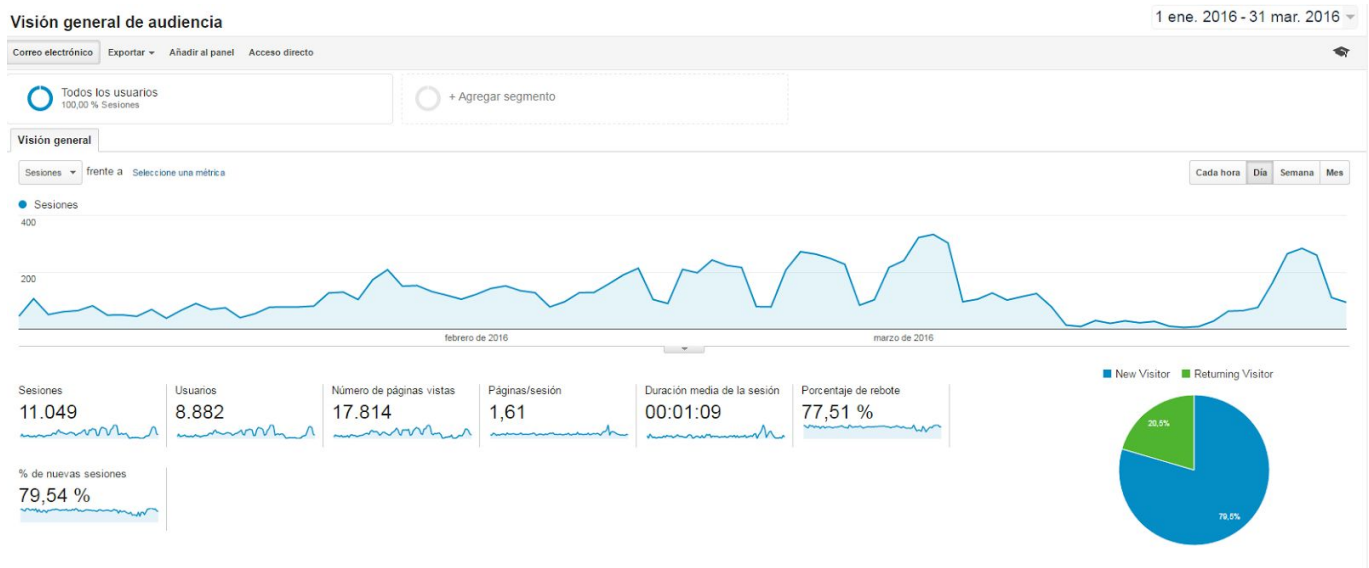 Visión general de audiencia
1 ene. 2016 - 31 mar. 2016
Correo electrónico Exportar Añadir al panel Acceso directo
Todos los usuarios
100,00 % Sesiones
+ Agregar segmento
Visión general
Sesiones frente a Seleccione una métrica
Cada hora Día Semana Mes
Sesiones
400
200
febrero de 2016 marzo de 2016
New Visitor Returning Visitor
Sesiones Usuarios Número de páginas vistas Páginas/sesión Duración media de la sesión Porcentaje de rebote
11.049 8.882 17.814 1,61 00:01:09 77,51 %
20,5%
% de nuevas sesiones
79,54 %
79,5%